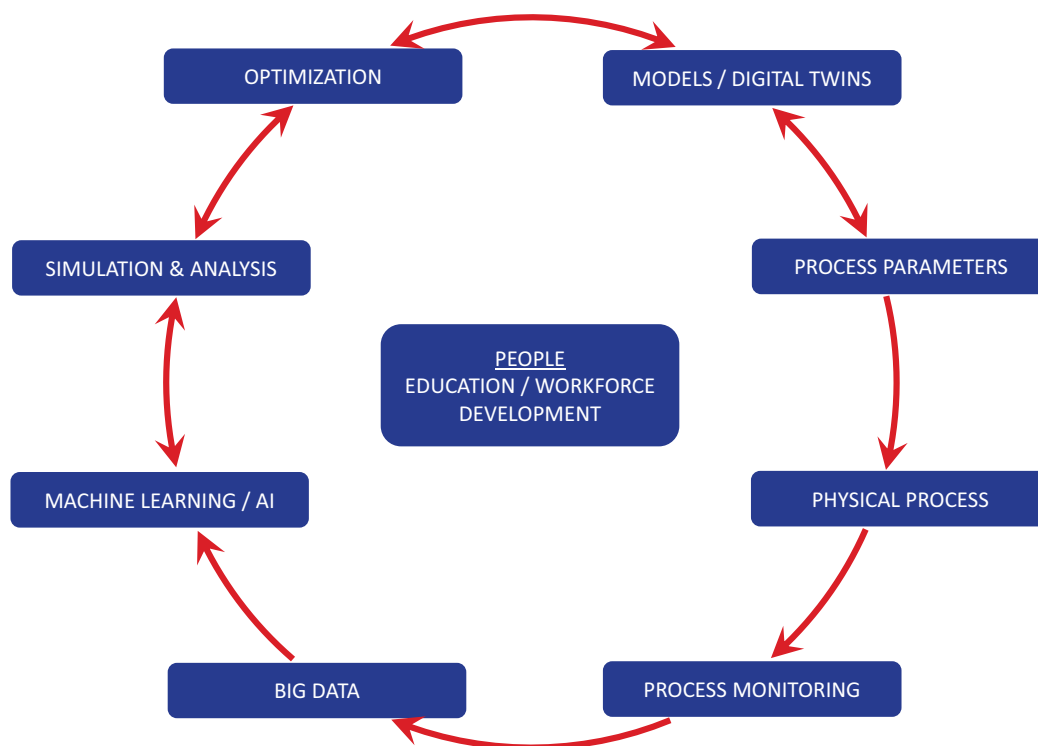 OPTIMIZATION
MODELS / DIGITAL TWINS
SIMULATION & ANALYSIS
PROCESS PARAMETERS
PEOPLE
EDUCATION / WORKFORCE
DEVELOPMENT
MACHINE LEARNING / AI
PHYSICAL PROCESS
BIG DATA
PROCESS MONITORING